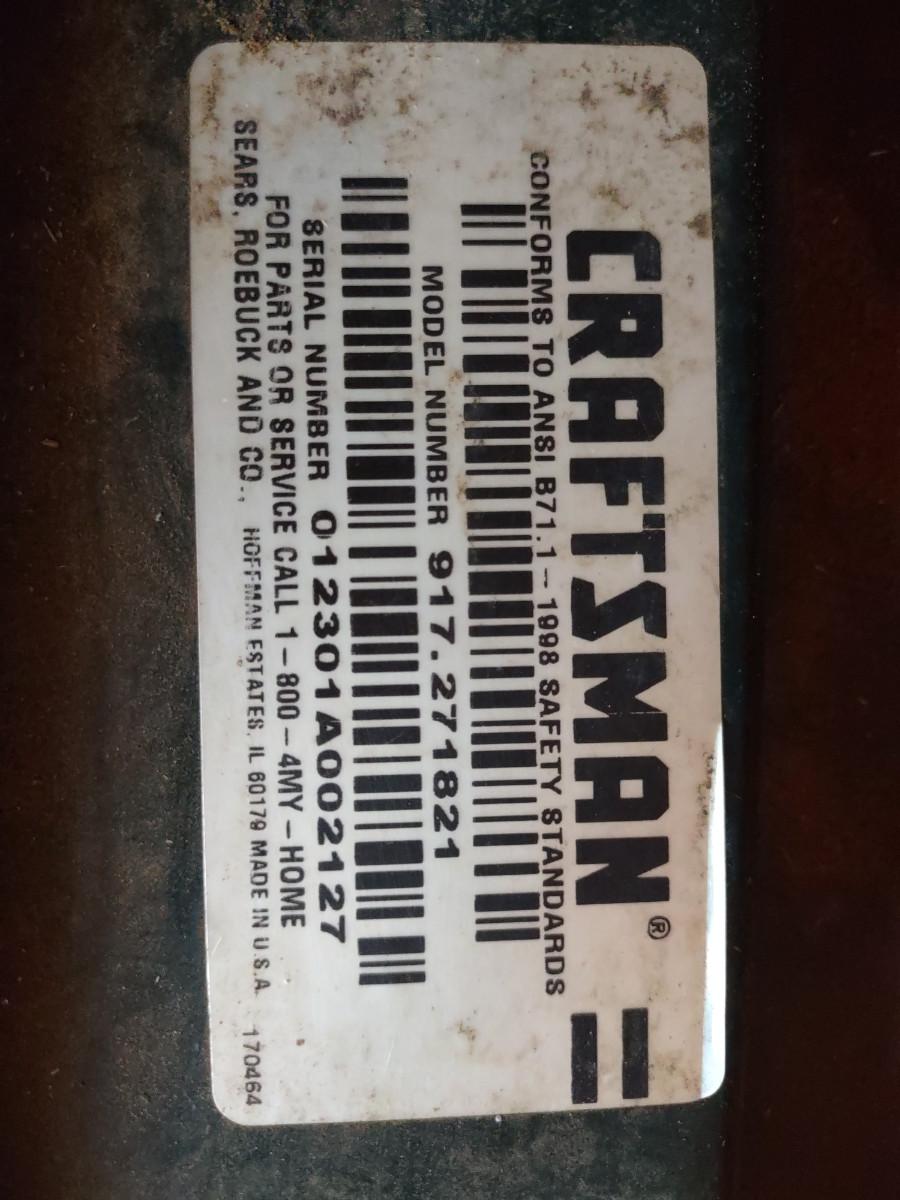 CRAFTSMAN®
CONFORMS TO ANSI B71.1 – 1998 SAFETY STANDARDS
MODEL NUMBER 917.271821
SERIAL NUMBER 012301A002127
FOR PARTS OR SERVICE CALL 1-800-4MY-HOME
SEARS, ROEBUCK AND CO., HOFFMAN ESTATES, IL 60179 MADE IN U.S.A. 170464